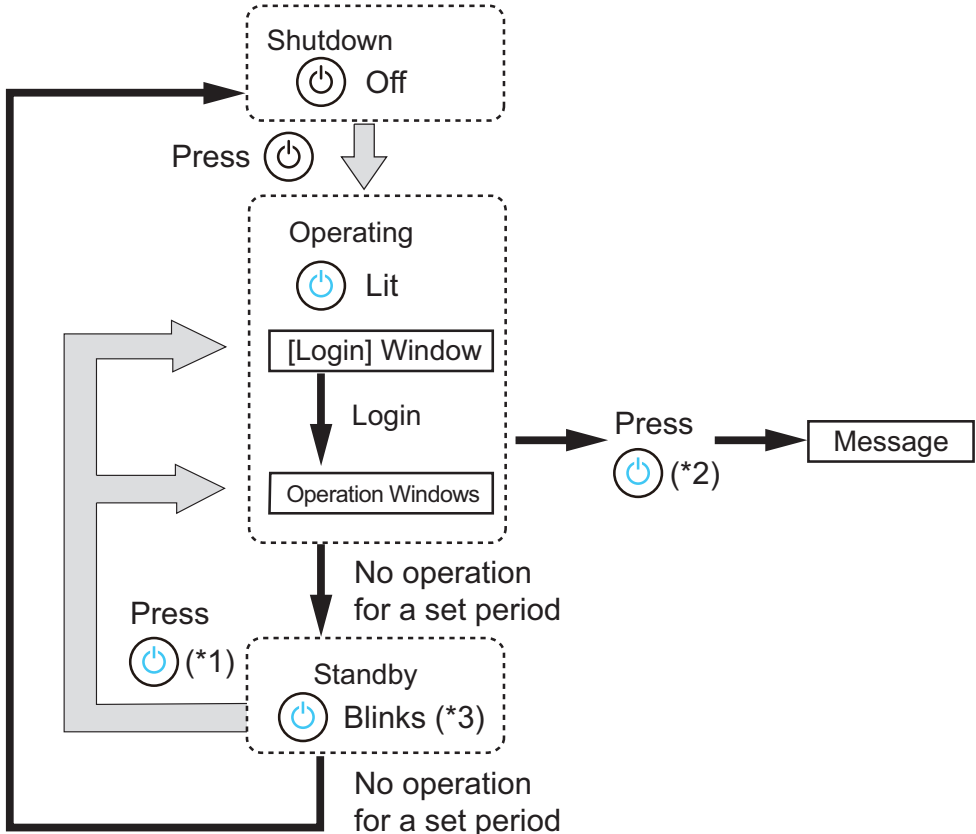 Shutdown
Off
Press
Operating
Lit
[Login] Window
Login
Operation Windows
Press
(*2)
Message
No operation
for a set period
Press
(*1)
Standby
Blinks (*3)
No operation
for a set period